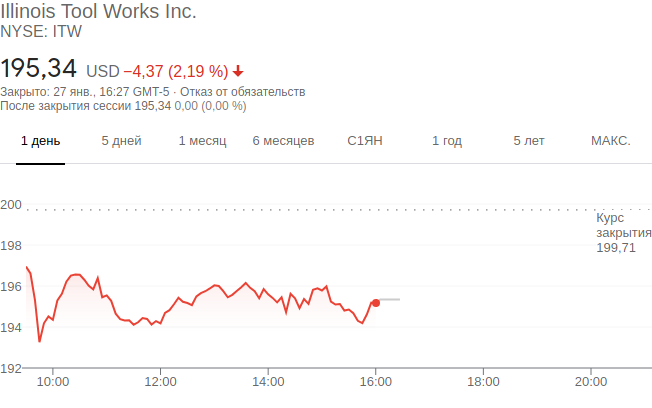 Illinois Tool Works Inc.
NYSE: ITW
195,34 USD −4,37 (2,19 %)
Закрыто: 27 янв., 16:27 GMT-5 · Отказ от обязательств
После закрытия сессии 195,34 0,00 (0,00 %)
1 день 5 дней 1 месяц 6 месяцев С1ЯН 1 год 5 лет МАКС.
200
Курс
закрытия
198
199,71
196
194
192
10:00 12:00 14:00 16:00 18:00 20:00